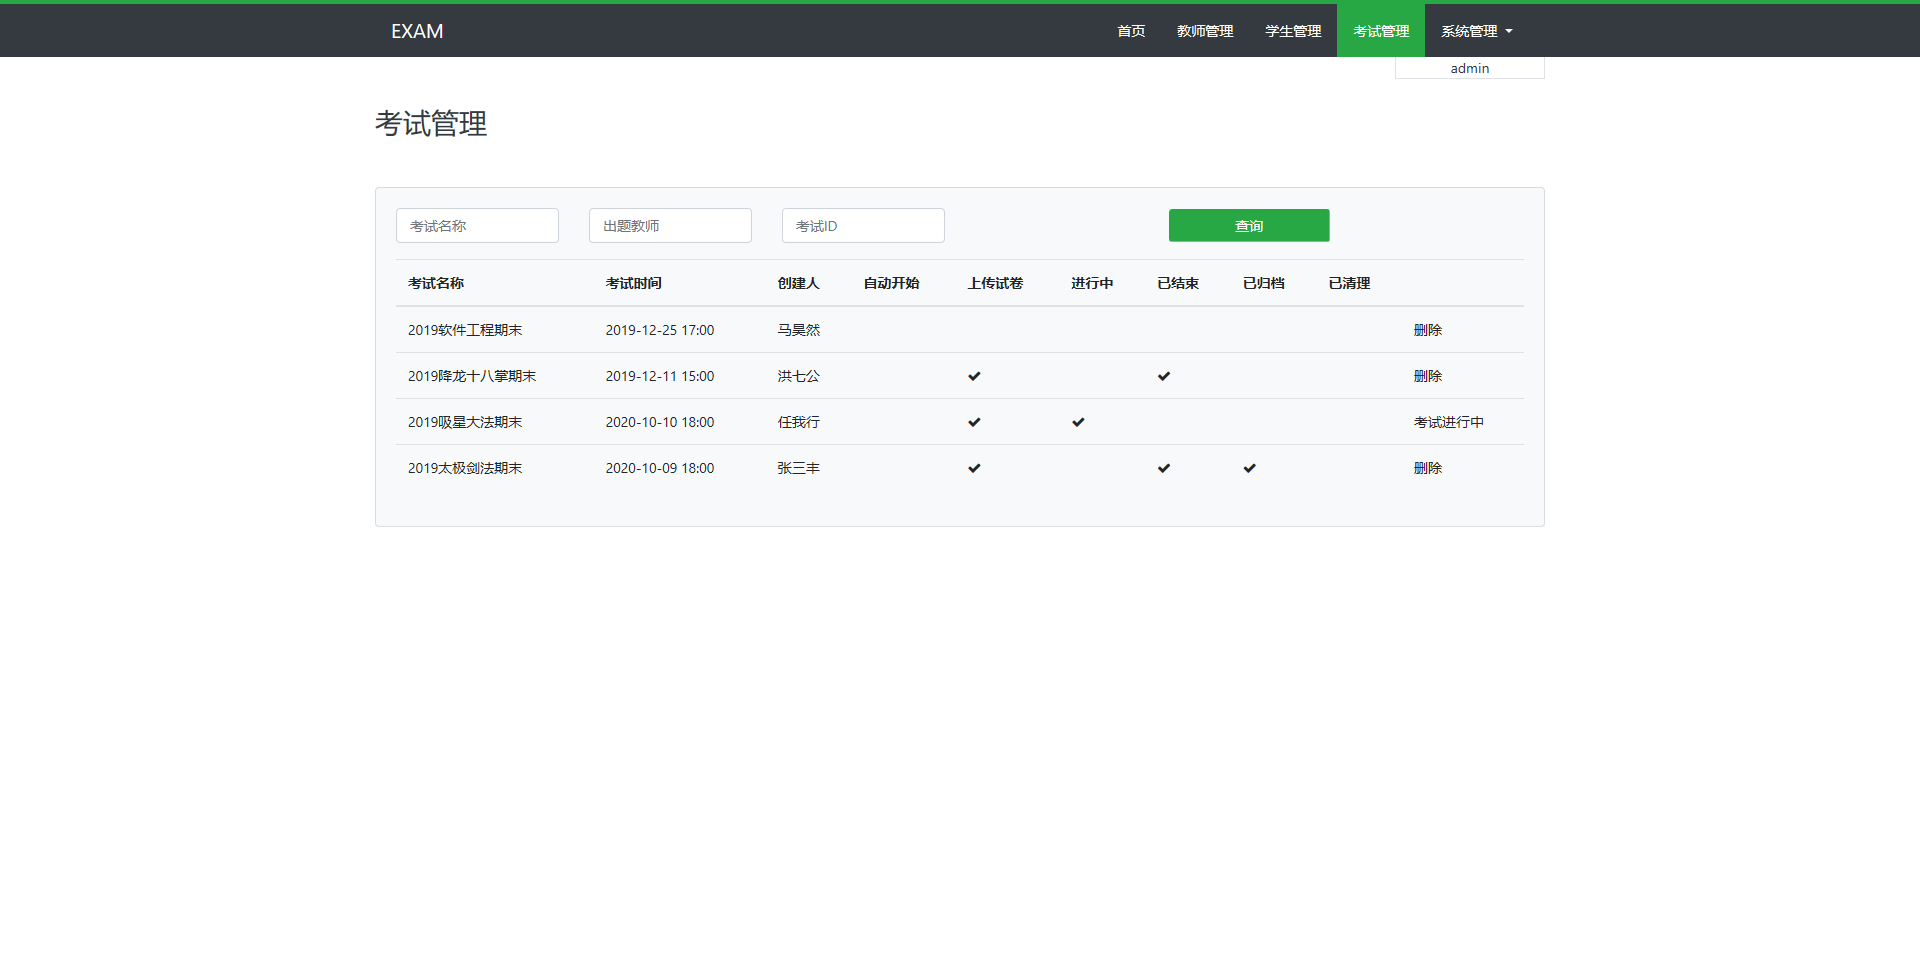 EXAM 首页 教师管理 学生管理 考试管理 系统管理
admin
考试管理
考试名称 出题教师 考试ID 查询
考试名称 考试时间 创建人 自动开始 上传试卷 进行中 已结束 已归档 已清理
2019软件工程期末 2019-12-25 17:00 马昊然 删除
2019降龙十八掌期末 2019-12-11 15:00 洪七公 ✔ ✔ 删除
2019吸星大法期末 2020-10-10 18:00 任我行 ✔ ✔ 考试进行中
2019太极剑法期末 2020-10-09 18:00 张三丰 ✔ ✔ ✔ 删除